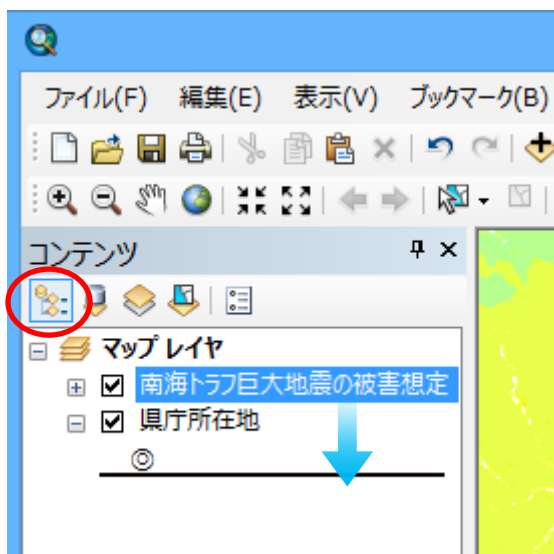 ファイル(F) 編集(E) 表示(V) ブックマーク(B)
コンテンツ
マップ レイヤ
南海トラフ巨大地震の被害想定
県庁所在地